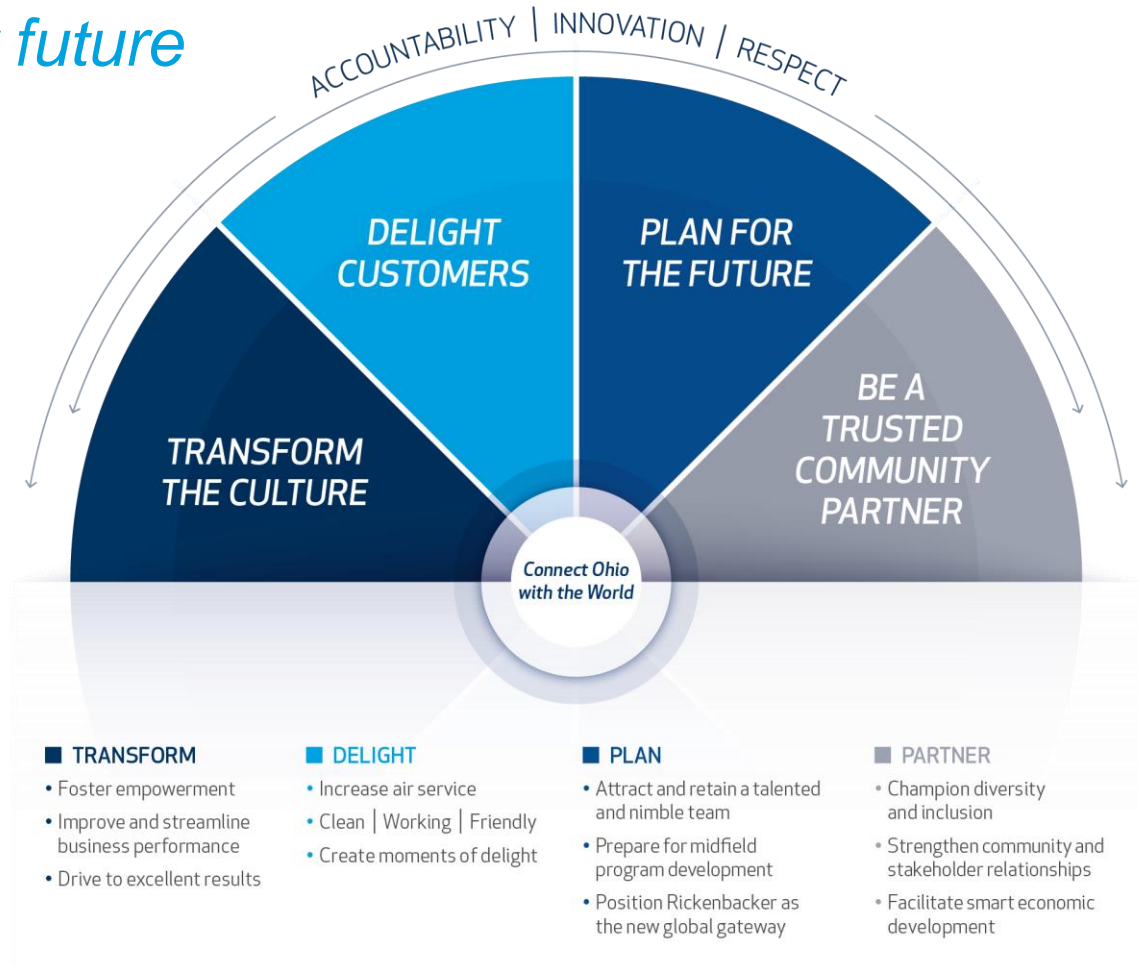 future
ACCOUNTABILITY | INNOVATION | RESPECT
DELIGHT
CUSTOMERS
PLAN FOR
THE FUTURE
TRANSFORM
THE CULTURE
BE A
TRUSTED
COMMUNITY
PARTNER
Connect Ohio
with the World
TRANSFORM
• Foster empowerment
• Improve and streamline
business performance
• Drive to excellent results
DELIGHT
• Increase air service
• Clean | Working | Friendly
• Create moments of delight
PLAN
• Attract and retain a talented
and nimble team
• Prepare for midfield
program development
• Position Rickenbacker as
the new global gateway
PARTNER
• Champion diversity
and inclusion
• Strengthen community and
stakeholder relationships
• Facilitate smart economic
development